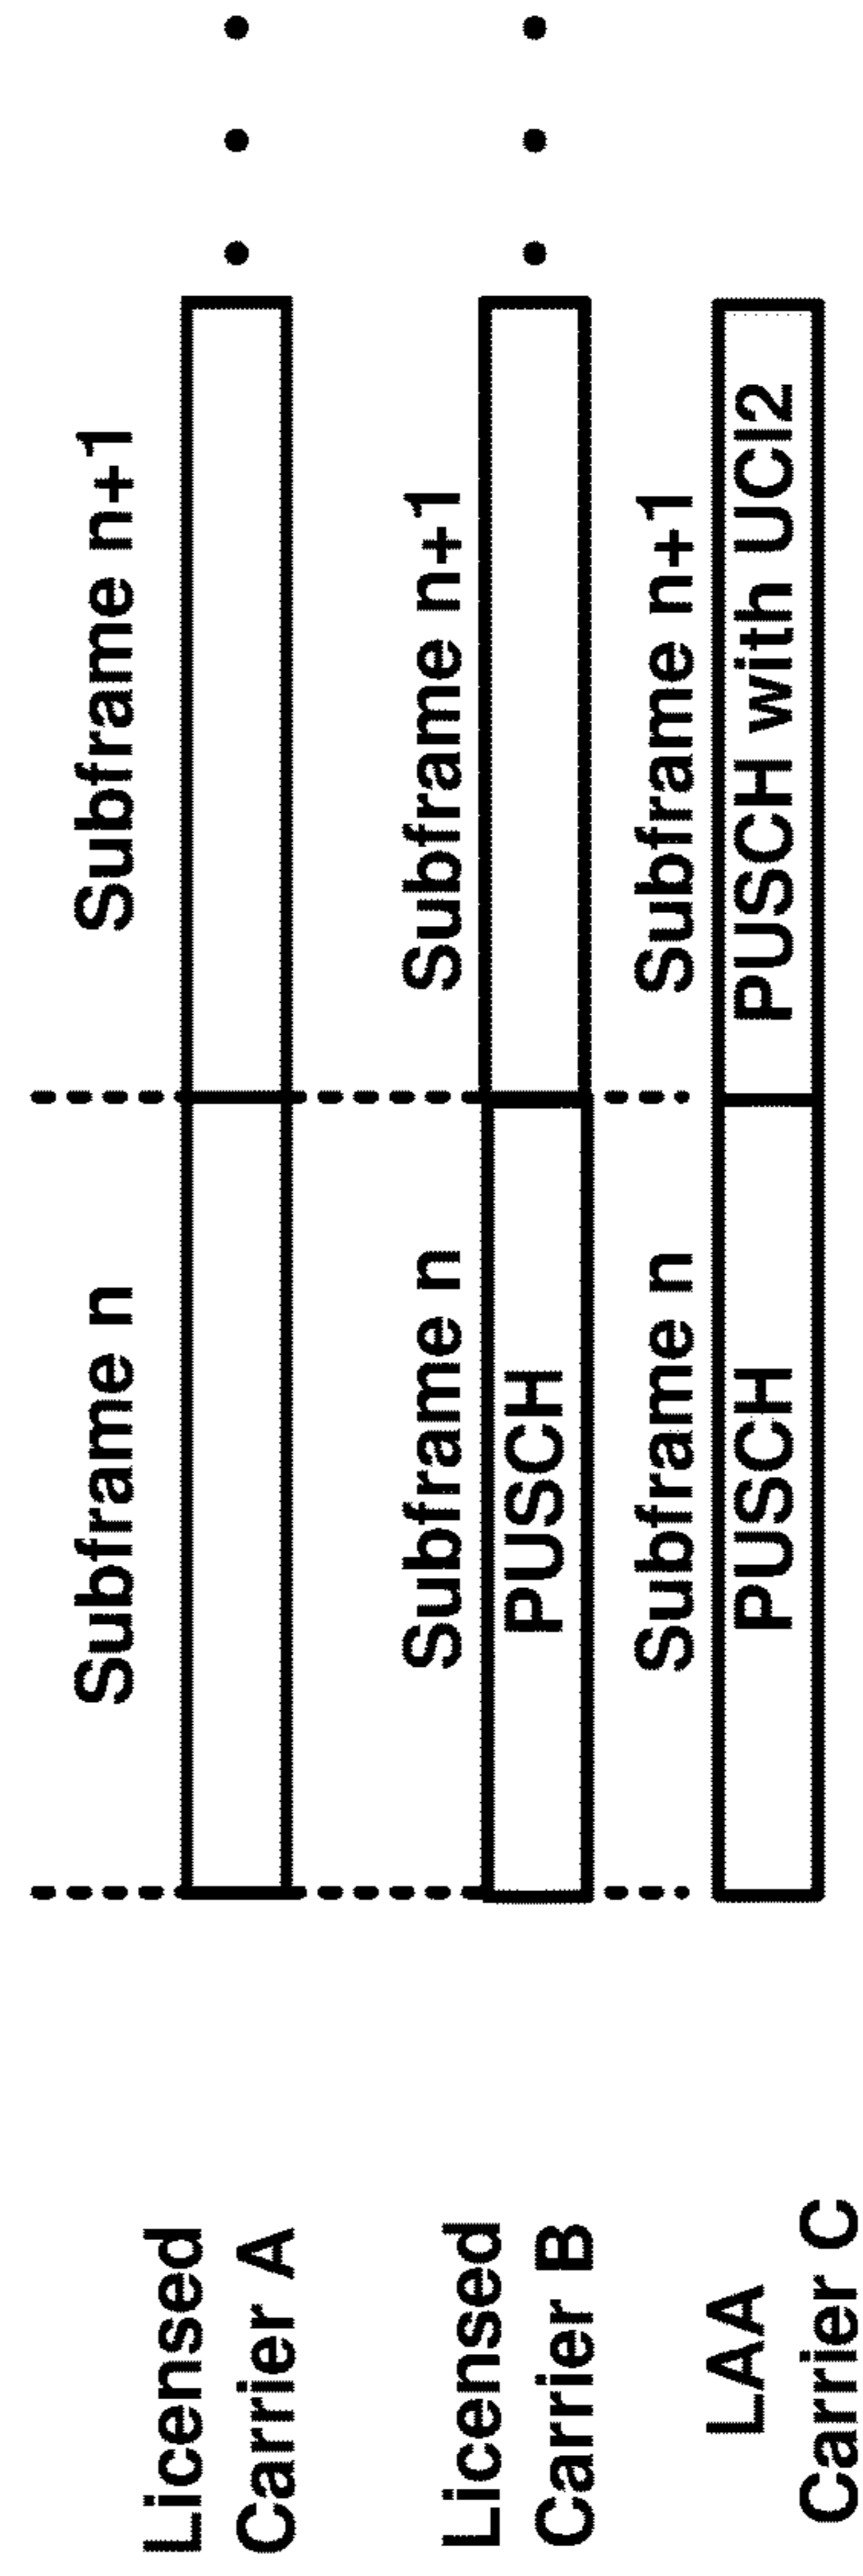 Subframe n
Subframe n+1
Licensed
Carrier A
Subframe n
Subframe n+1
Licensed
Carrier B
PUSCH
Subframe n
Subframe n+1
LAA
Carrier C
PUSCH
PUSCH with UCI2